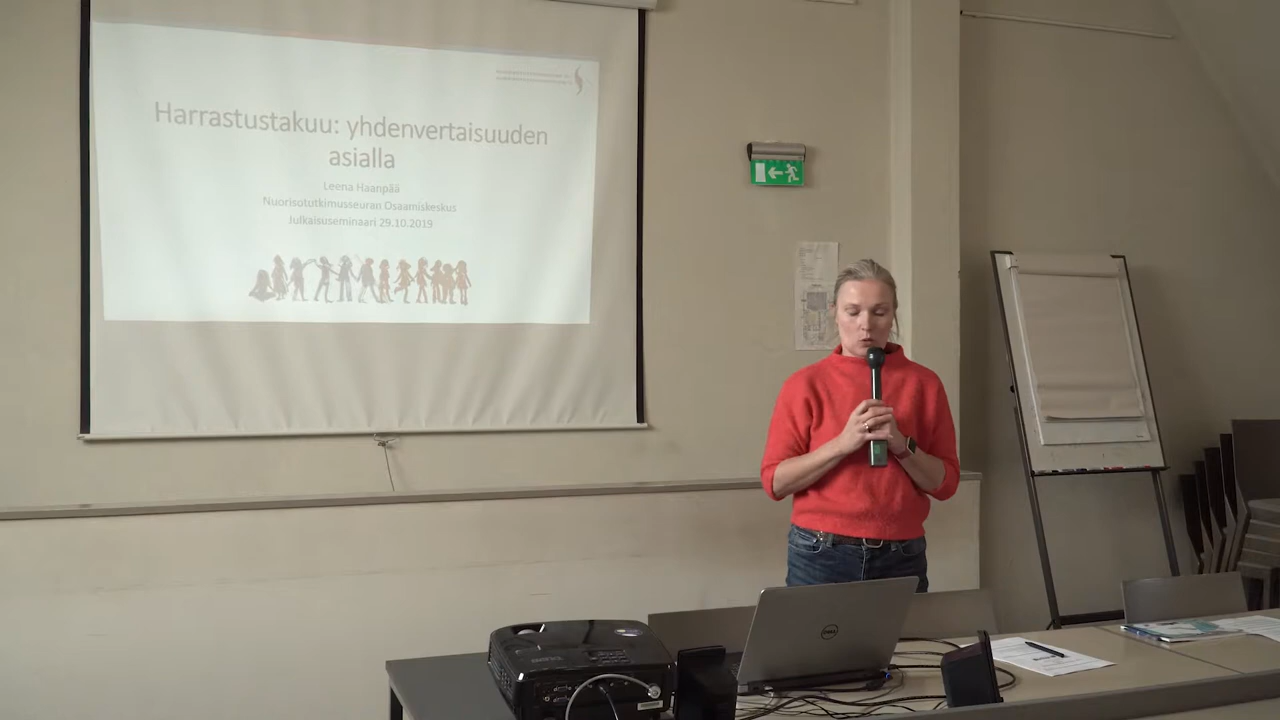 Harrastustakuu: yhdenvertaisuuden
asialla
Leena Haanpää
Nuorisotutkimusseuran Osaamiskeskus
Julkaisuseminaari 29.10.2019
DELL